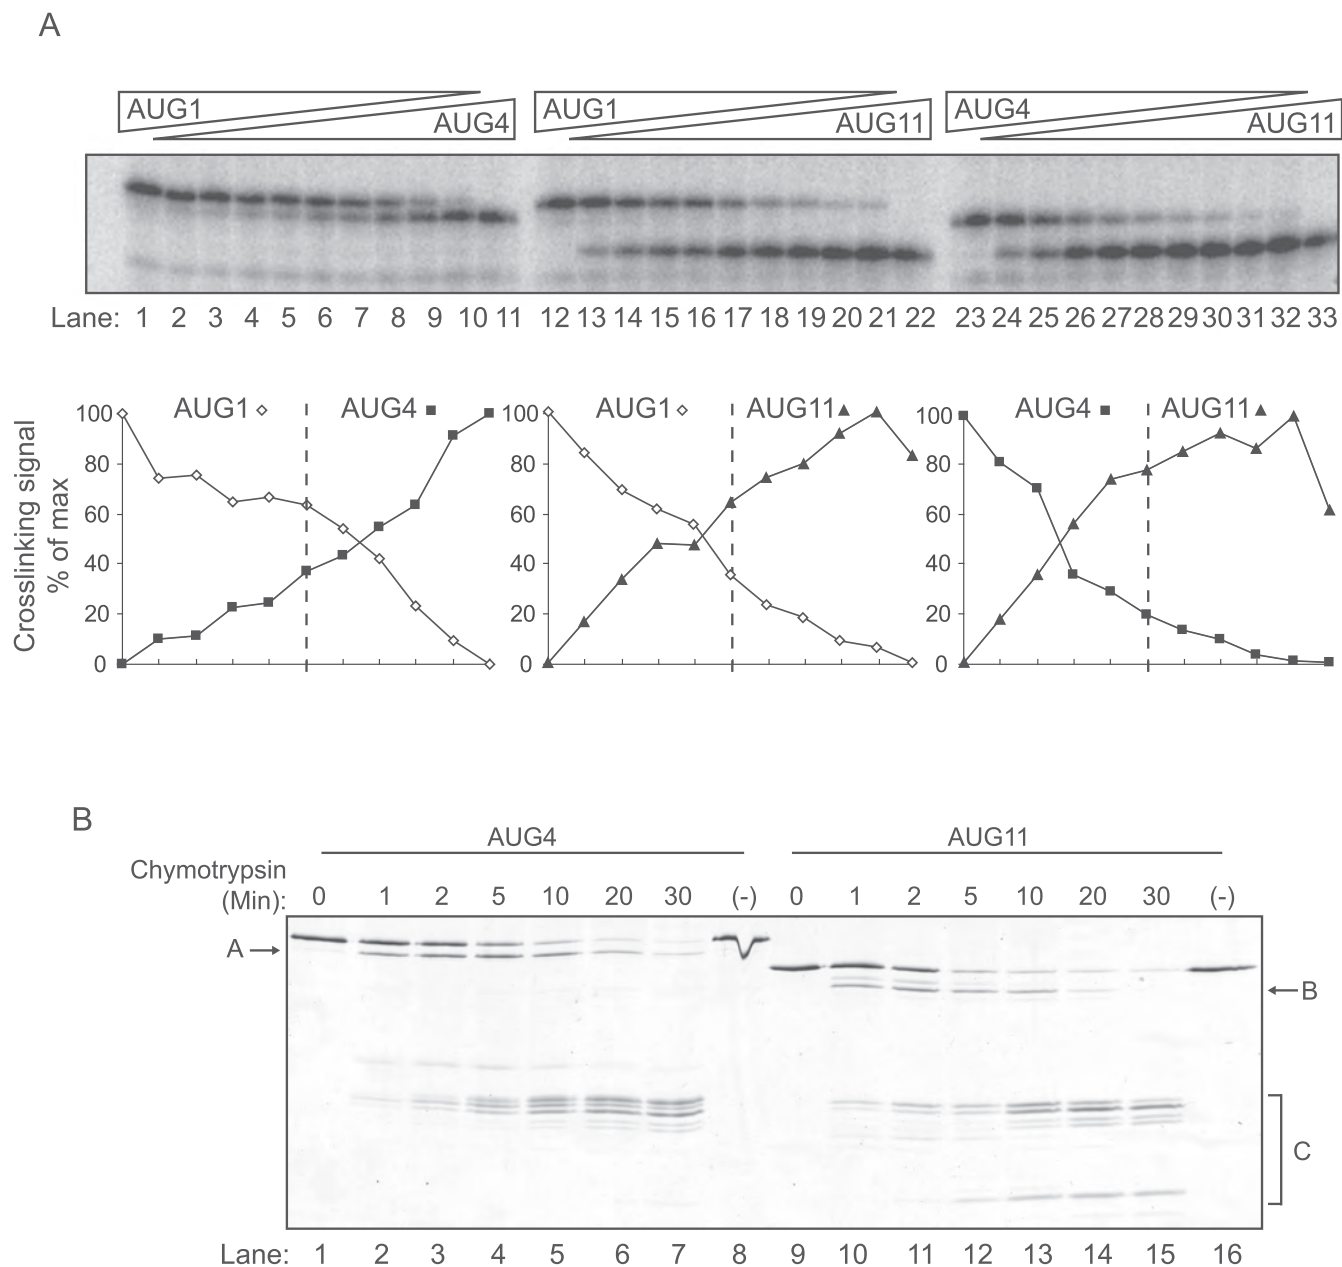 A
AUG1 AUG4 AUG1 AUG11 AUG4 AUG11
Lane: 1 2 3 4 5 6 7 8 9 10 11 12 13 14 15 16 17 18 19 20 21 22 23 24 25 26 27 28 29 30 31 32 33
Crosslinking signal
% of max
100 AUG1 AUG4 100 AUG1 AUG11 100 AUG4 AUG11
80 80 80
60 60 60
40 40 40
20 20 20
0 0 0
B
AUG4 AUG11
Chymotrypsin
(Min): 0 1 2 5 10 20 30 (-) 0 1 2 5 10 20 30 (-)
A
B
C
Lane: 1 2 3 4 5 6 7 8 9 10 11 12 13 14 15 16